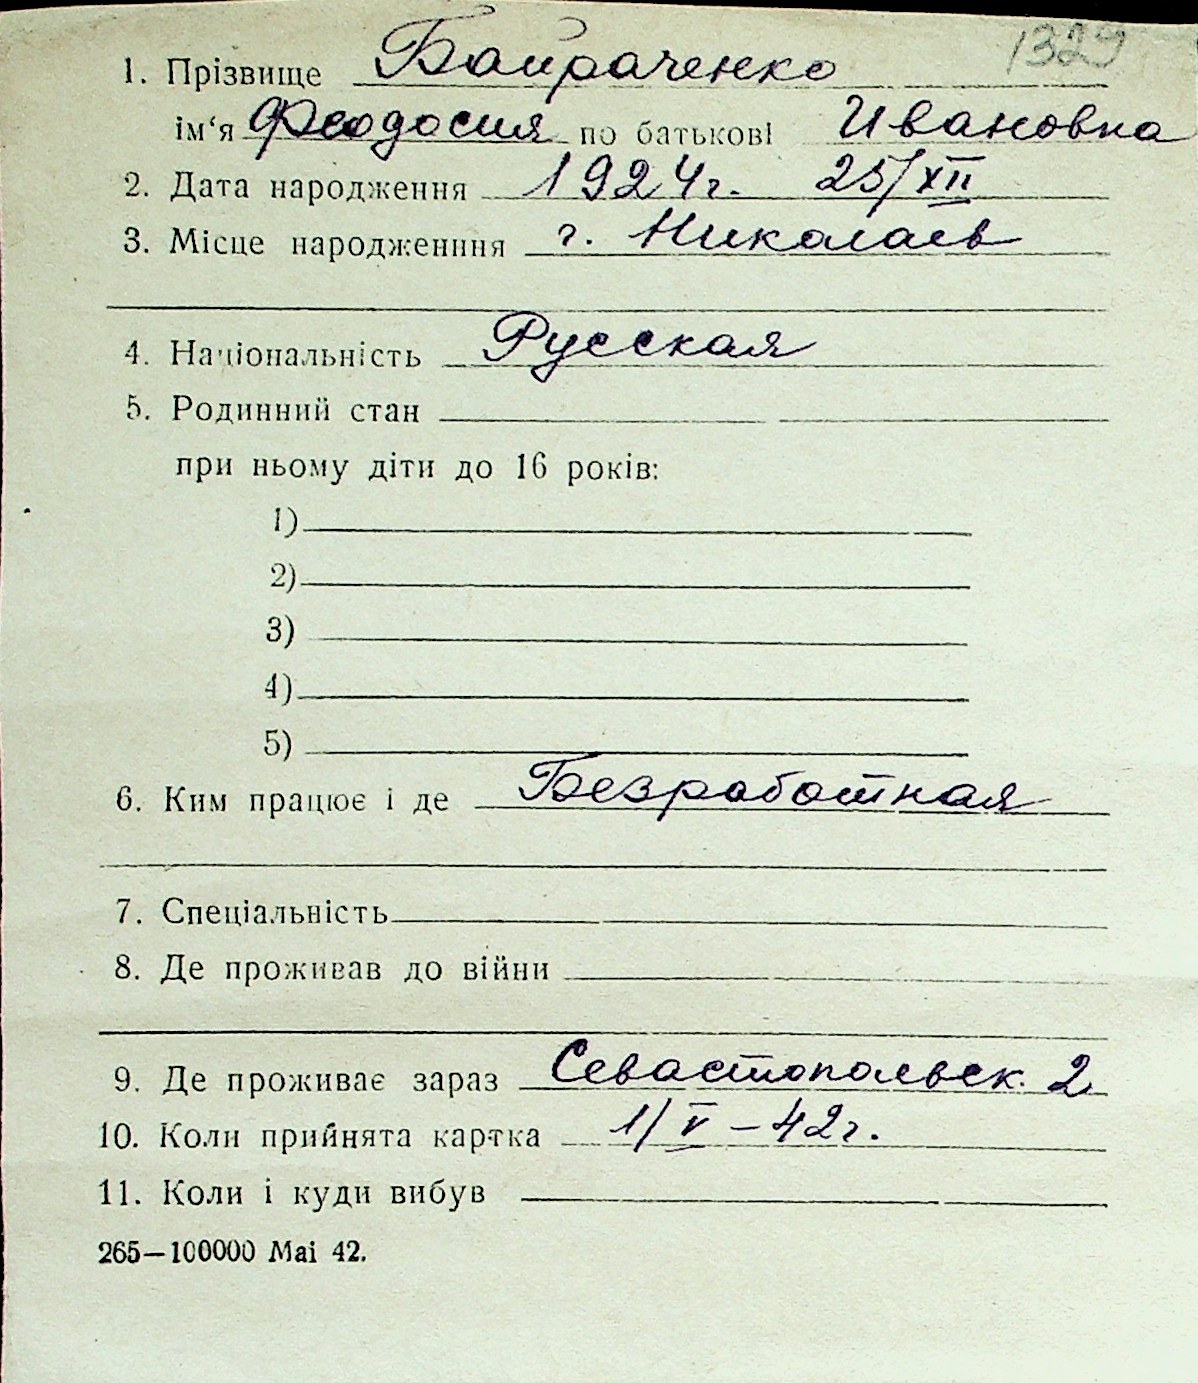 1329
1. Прізвище Байраченко
ім‘я Феодосия по батькові Ивановна
2. Дата народження 1924г. 25/XII
3. Місце народженння г. Николаев
4. Національність Русская
5. Родинний стан
при ньому діти до 16 років:
1)
2)
3)
4)
5)
6. Ким працює і де Безработная
7. Спеціальність
8. Де проживав до війни
9. Де проживає зараз Севастопольск. 2
10. Коли прийнята картка 1/V – 42г.
11. Коли і куди вибув
265—100000 Mai 42.